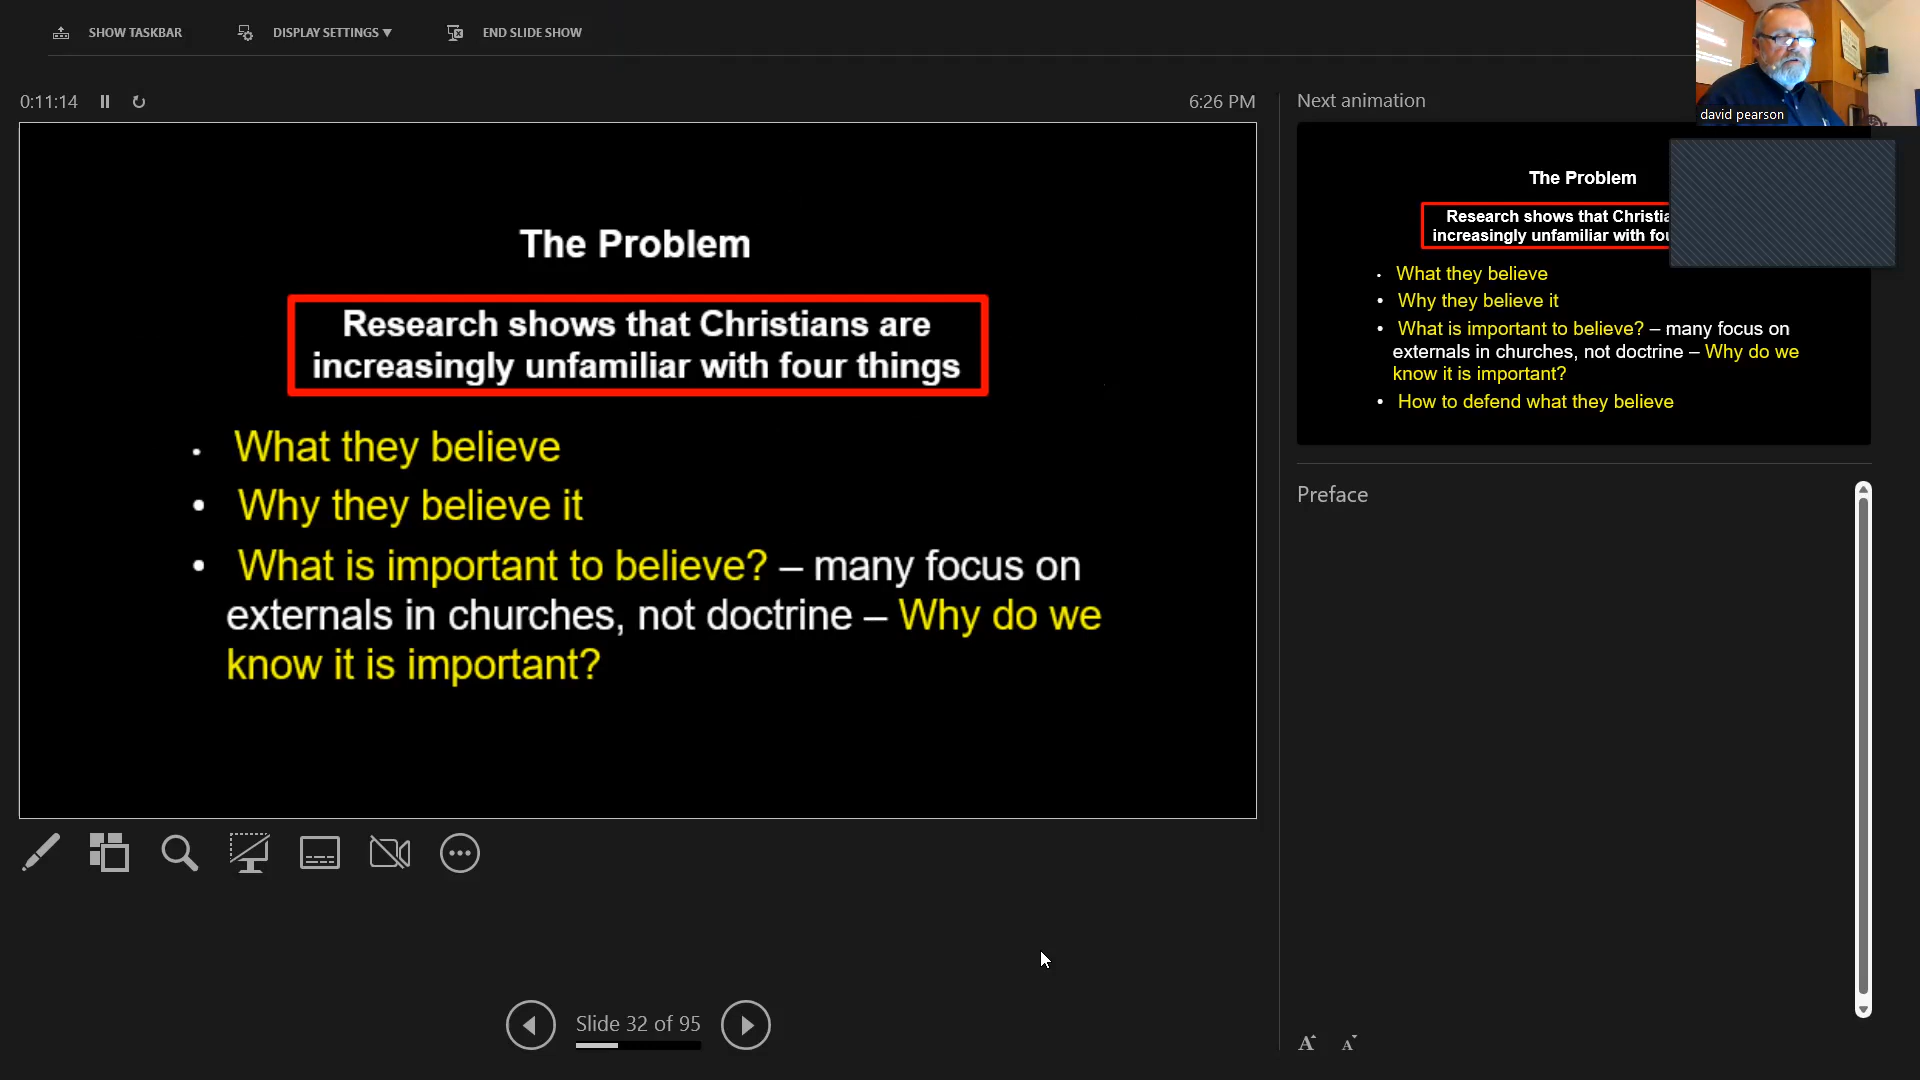 SHOW TASKBAR
DISPLAY SETTINGS ▼
END SLIDE SHOW
0:11:14
6:26 PM
The Problem
Research shows that Christians are
increasingly unfamiliar with four things
• What they believe
• Why they believe it
• What is important to believe? – many focus on
externals in churches, not doctrine – Why do we
know it is important?
Slide 32 of 95
Next animation
david pearson
The Problem
Research shows that
increasingly unfamiliar with
• What they believe
• Why they believe it
• What is important to believe? – many focus on
externals in churches, not doctrine – Why do we
know it is important?
• How to defend what they believe
Preface
A A